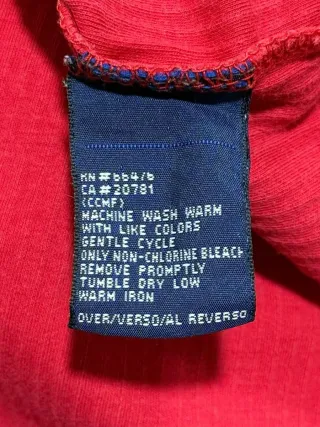 RN #66476
CA #20781
(CCMF)
MACHINE WASH WARM
WITH LIKE COLORS
GENTLE CYCLE
ONLY NON-CHLORINE BLEACH
REMOVE PROMPTLY
TUMBLE DRY LOW
WARM IRON
OVER/VERSO/AL REVERSO